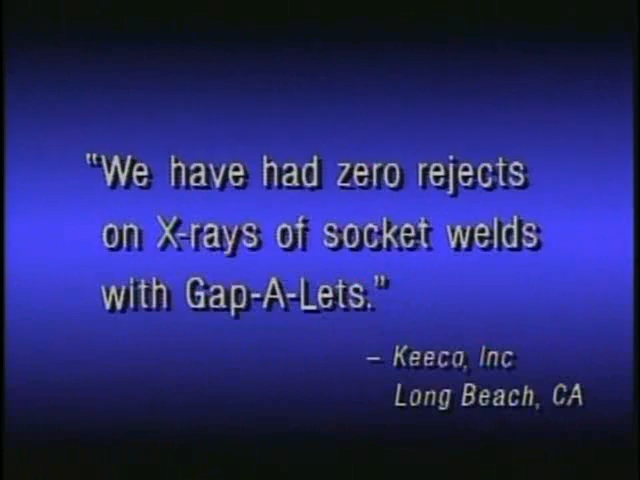 "We have had zero rejects
on X-rays of socket welds
with Gap-A-Lets."
– Keeco, Inc
Long Beach, CA